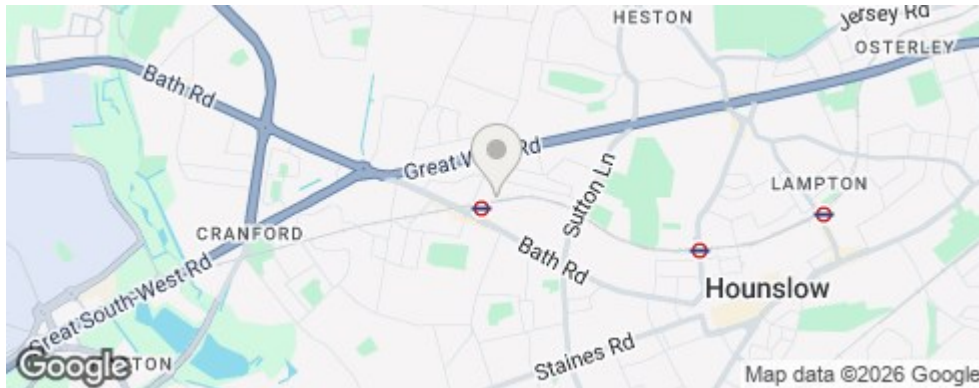 HESTON
Jersey Rd
OSTERLEY
Bath Rd
Great W
Rd
Sutton Ln
LAMPTON
CRANFORD
Bath Rd
Great South-West Rd
Hounslow
Staines Rd
Google
TON
Map data ©2026 Google